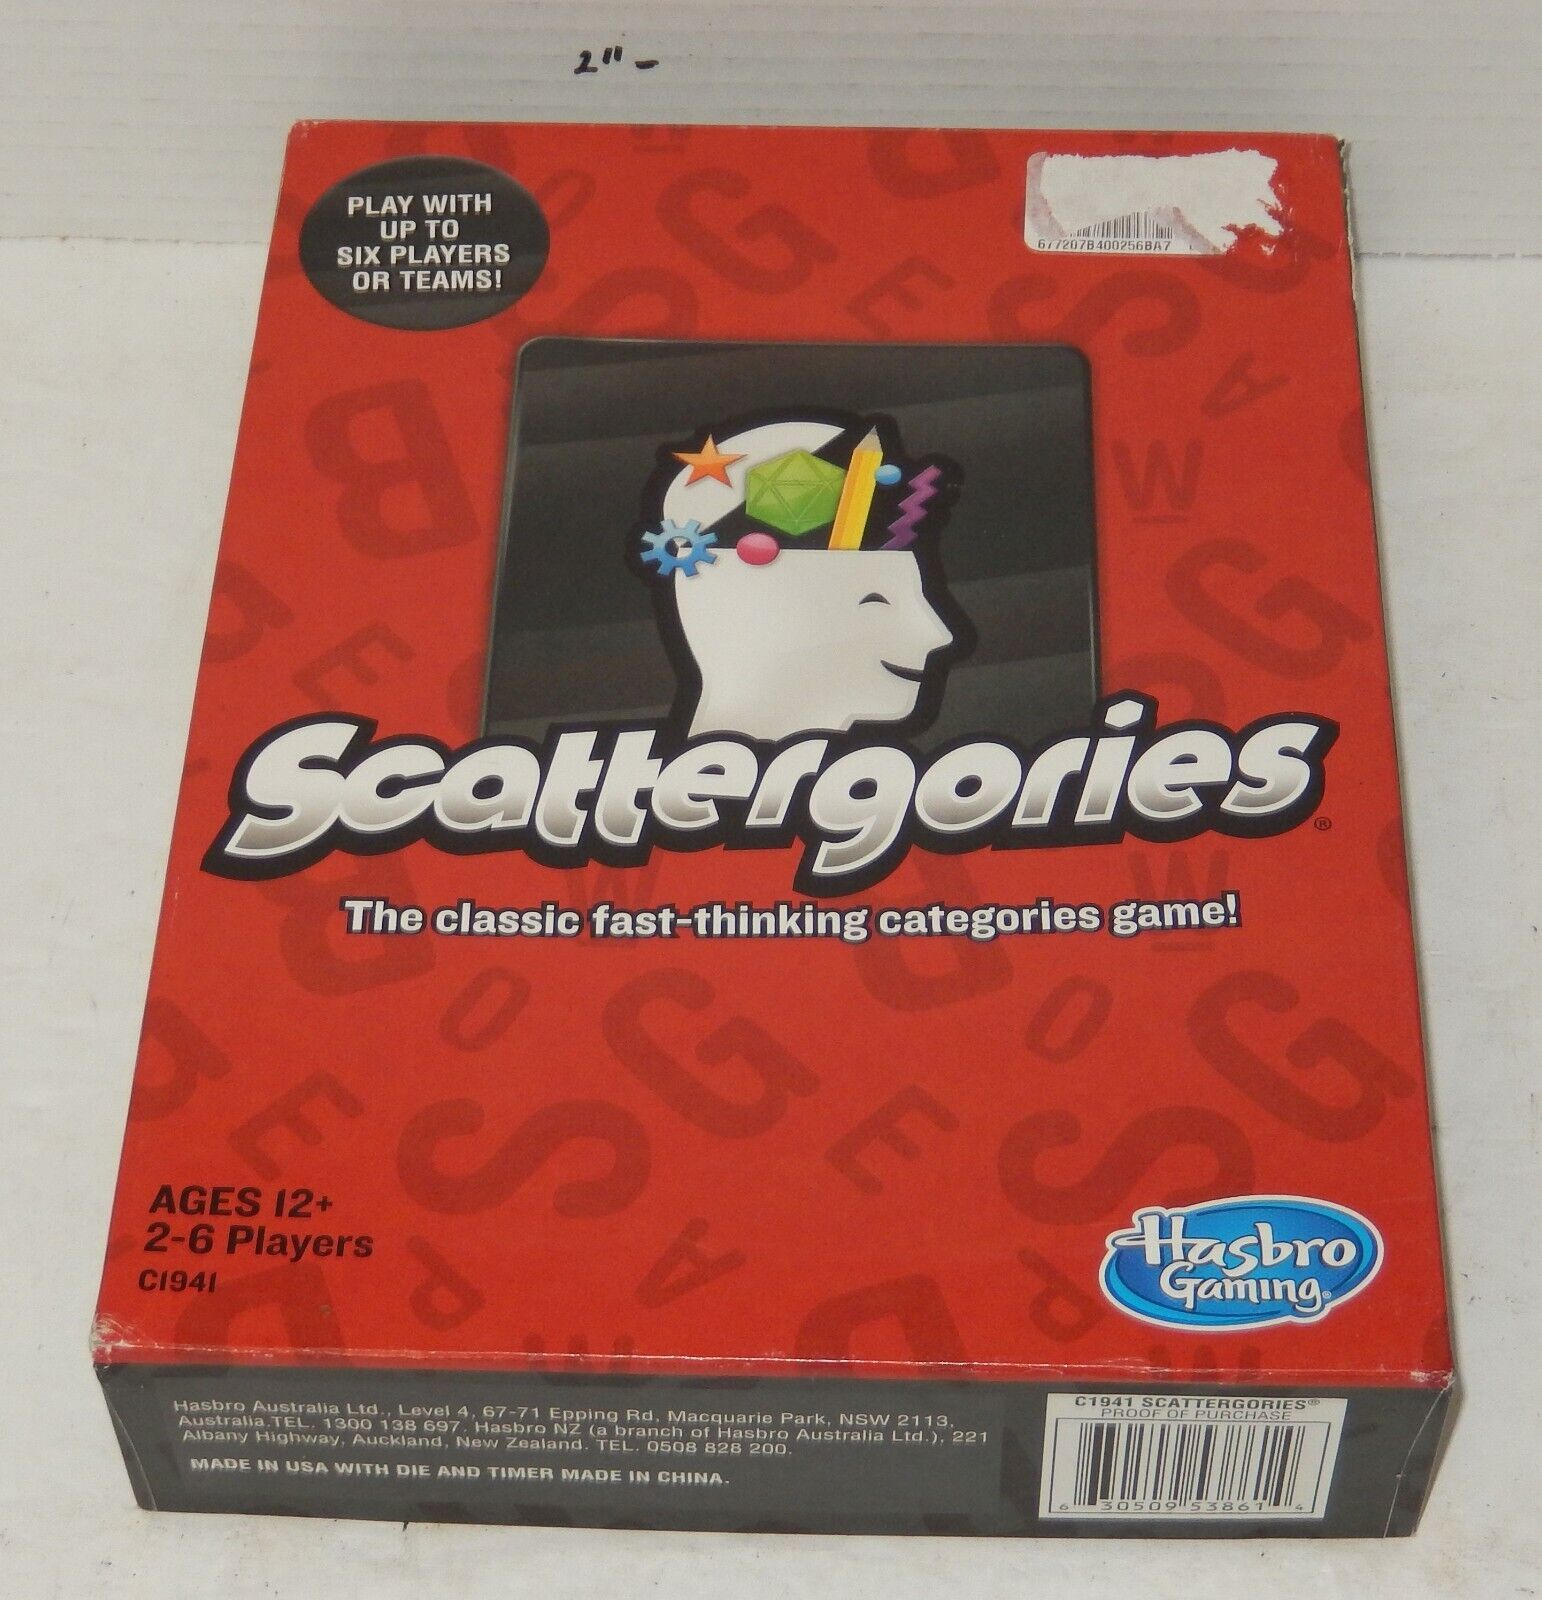 2" -
PLAY WITH
UP TO
SIX PLAYERS
OR TEAMS!
677207B400256BA7
Scattergories®
The classic fast-thinking categories game!
AGES 12+
2-6 Players
C1941
Hasbro
Gaming®
Hasbro Australia Ltd., Level 4, 67-71 Epping Rd, Macquarie Park, NSW 2113,
Australia.TEL. 1300 138 697. Hasbro NZ (a branch of Hasbro Australia Ltd.), 221
Albany Highway, Auckland, New Zealand. TEL. 0508 828 200.
MADE IN USA WITH DIE AND TIMER MADE IN CHINA.
C1941 SCATTERGORIES®
PROOF OF PURCHASE
6 30509 53861 4